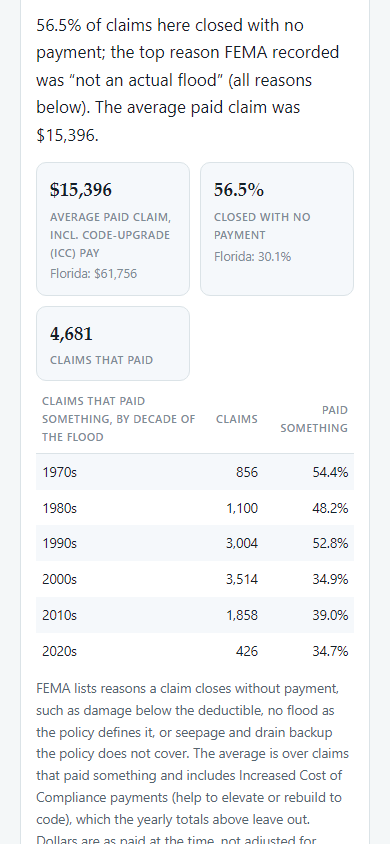 56.5% of claims here closed with no
payment; the top reason FEMA recorded
was “not an actual flood” (all reasons
below). The average paid claim was
$15,396.
$15,396
AVERAGE PAID CLAIM,
INCL. CODE-UPGRADE
(ICC) PAY
Florida: $61,756
56.5%
CLOSED WITH NO
PAYMENT
Florida: 30.1%
4,681
CLAIMS THAT PAID
CLAIMS THAT PAID
SOMETHING, BY DECADE OF
THE FLOOD
CLAIMS
PAID
SOMETHING
1970s 856 54.4%
1980s 1,100 48.2%
1990s 3,004 52.8%
2000s 3,514 34.9%
2010s 1,858 39.0%
2020s 426 34.7%
FEMA lists reasons a claim closes without payment,
such as damage below the deductible, no flood as
the policy defines it, or seepage and drain backup
the policy does not cover. The average is over claims
that paid something and includes Increased Cost of
Compliance payments (help to elevate or rebuild to
code), which the yearly totals above leave out.
Dollars are as paid at the time, not adjusted for